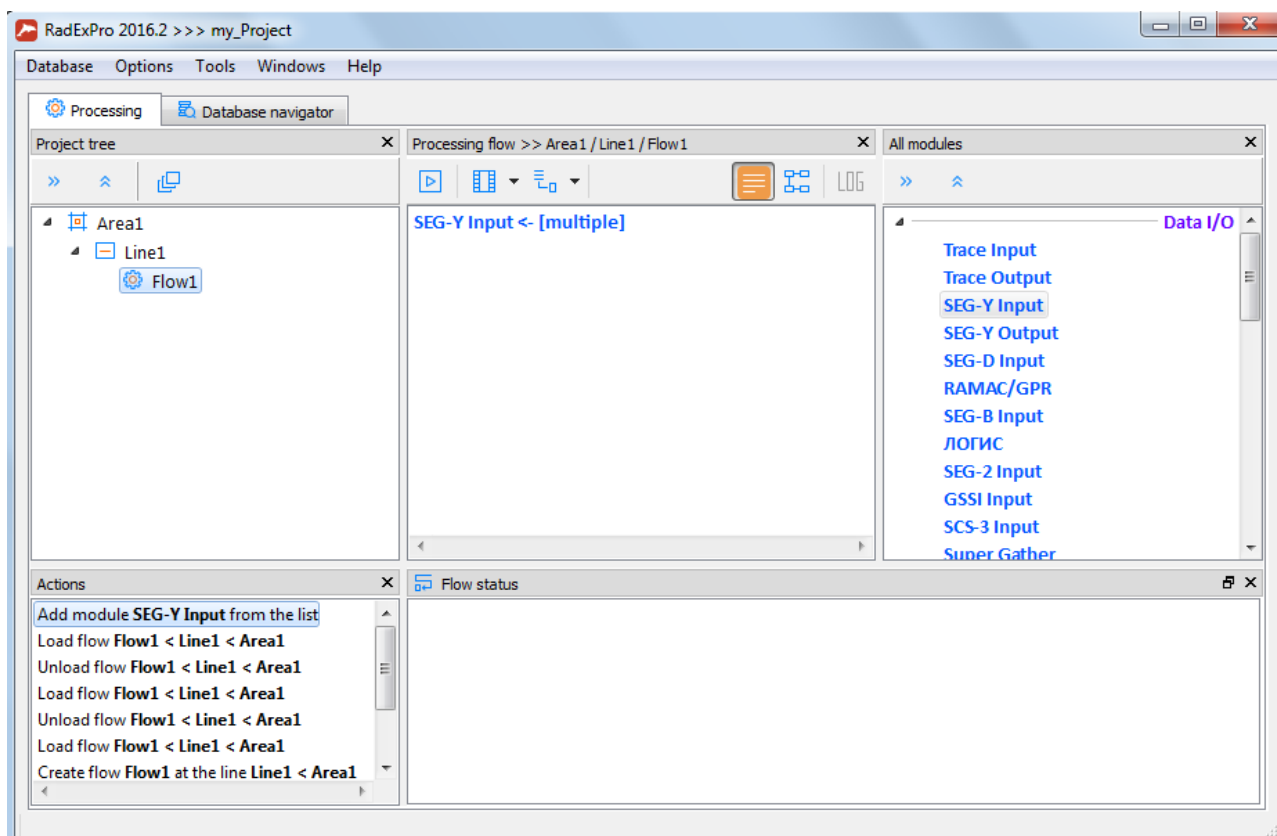 RadExPro 2016.2 >>> my_Project
Database Options Tools Windows Help
Processing Database navigator
Project tree
Processing flow >> Area1 / Line1 / Flow1
All modules
LOG
Area1
Line1
Flow1
SEG-Y Input <- [multiple]
Data I/O
Trace Input
Trace Output
SEG-Y Input
SEG-Y Output
SEG-D Input
RAMAC/GPR
SEG-B Input
ЛОГИС
SEG-2 Input
GSSI Input
SCS-3 Input
Super Gather
Actions
Add module SEG-Y Input from the list
Load flow Flow1 < Line1 < Area1
Unload flow Flow1 < Line1 < Area1
Load flow Flow1 < Line1 < Area1
Unload flow Flow1 < Line1 < Area1
Load flow Flow1 < Line1 < Area1
Create flow Flow1 at the line Line1 < Area1
Flow status